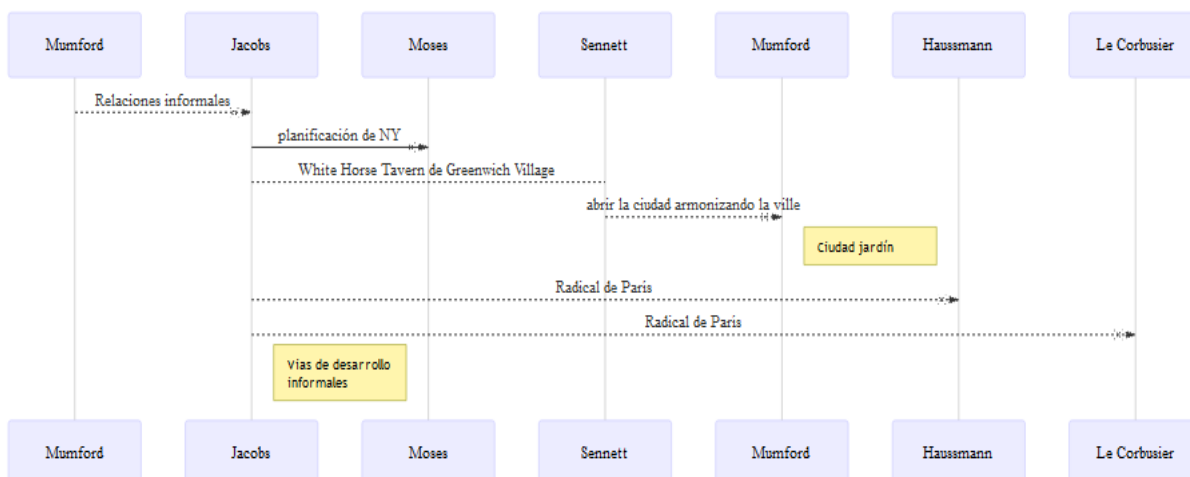 Mumford
Jacobs
Moses
Sennett
Mumford
Haussmann
Le Corbusier
Relaciones informales
planificación de NY
White Horse Tavern de Greenwich Village
abrir la ciudad armonizando la ville
Ciudad jardín
Radical de Paris
Radical de Paris
Vías de desarrollo
informales
Mumford
Jacobs
Moses
Sennett
Mumford
Haussmann
Le Corbusier